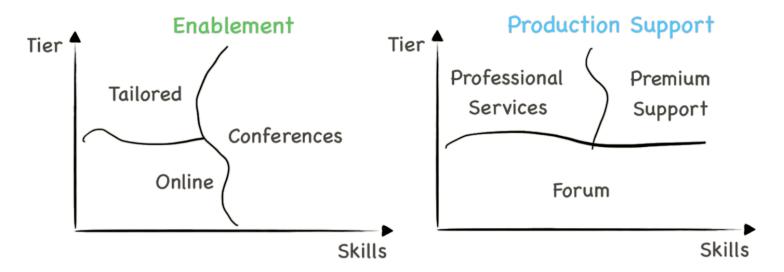 Enablement
Tier
Tailored
Conferences
Online
Skills
Production Support
Tier
Professional
Services
Premium
Support
Forum
Skills